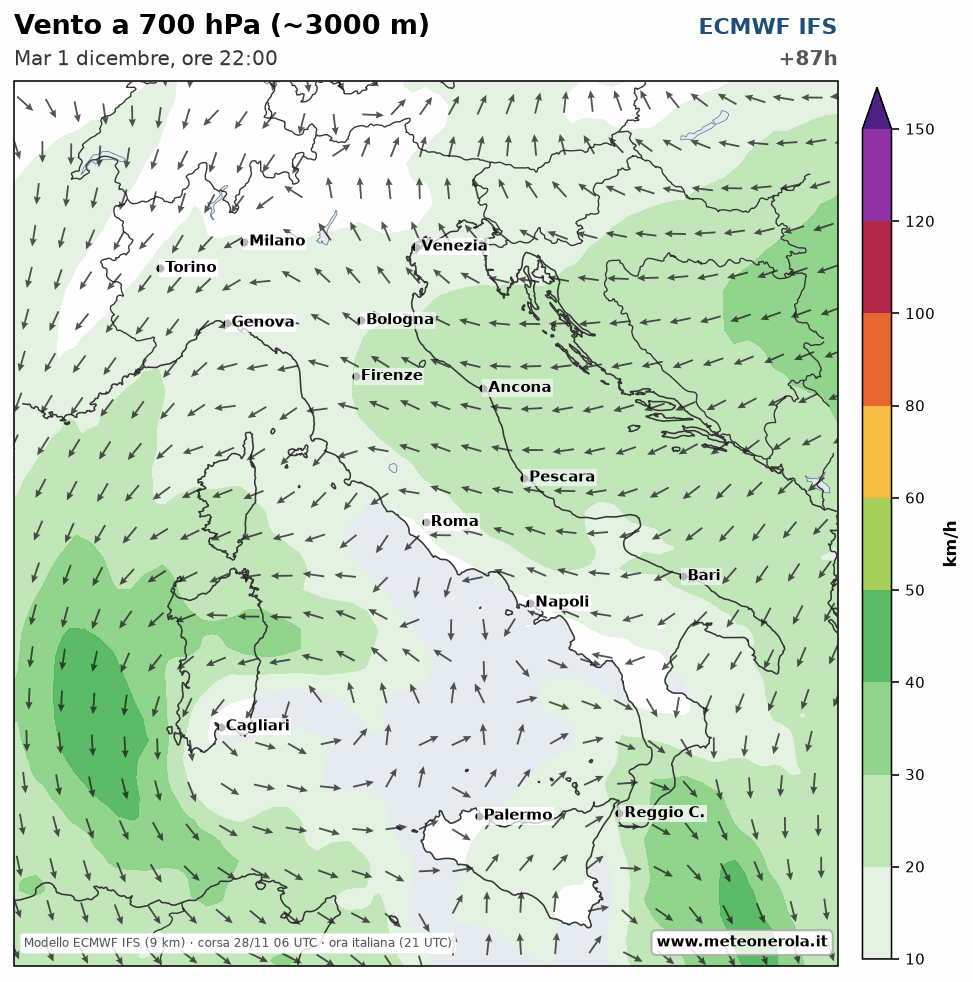 Vento a 700 hPa (~3000 m)
ECMWF IFS
Mar 1 dicembre, ore 22:00
+87h
150
120
100
80
60
50
40
30
20
10
km/h
Milano
Venezia
Torino
Genova
Bologna
Firenze
Ancona
Pescara
Roma
Bari
Napoli
Cagliari
Palermo
Reggio C.
Modello ECMWF IFS (9 km) · corsa 28/11 06 UTC · ora italiana (21 UTC)
www.meteonerola.it